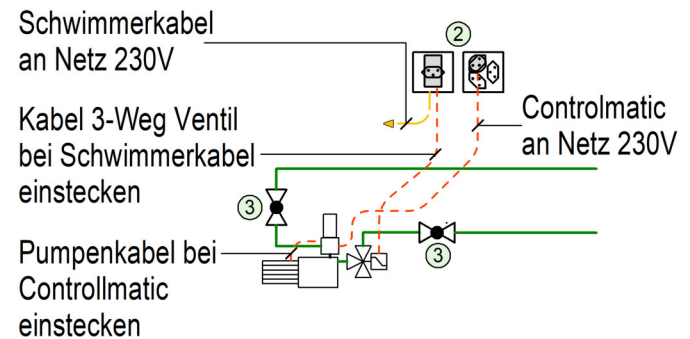 Schwimmerkabel
an Netz 230V
2
Controlmatic
an Netz 230V
Kabel 3-Weg Ventil
bei Schwimmerkabel
einstecken
3
3
Pumpenkabel bei
Controllmatic
einstecken